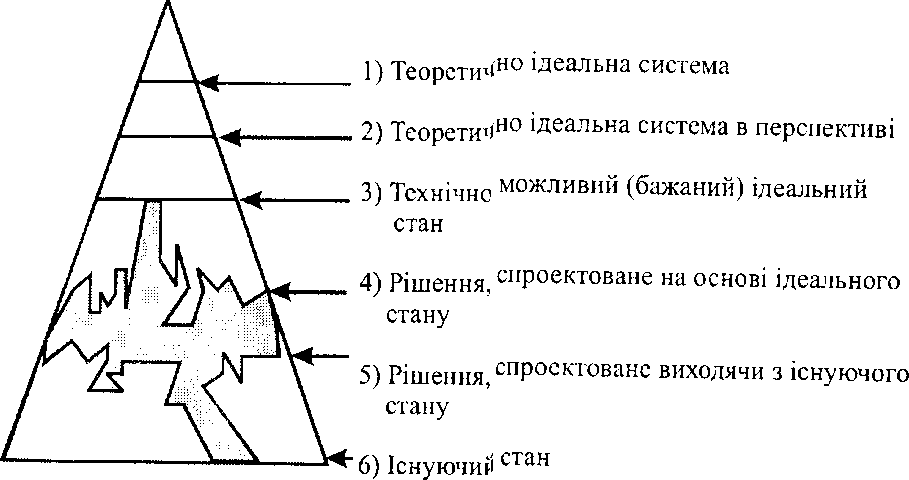 1) Теоретично ідеальна система
2) Теоретично ідеальна система в перспективі
3) Технічно можливий (бажаний) ідеальний
стан
4) Рішення, спроектоване на основі ідеального
стану
5) Рішення, спроектоване виходячи з існуючого
стану
6) Існуючий стан